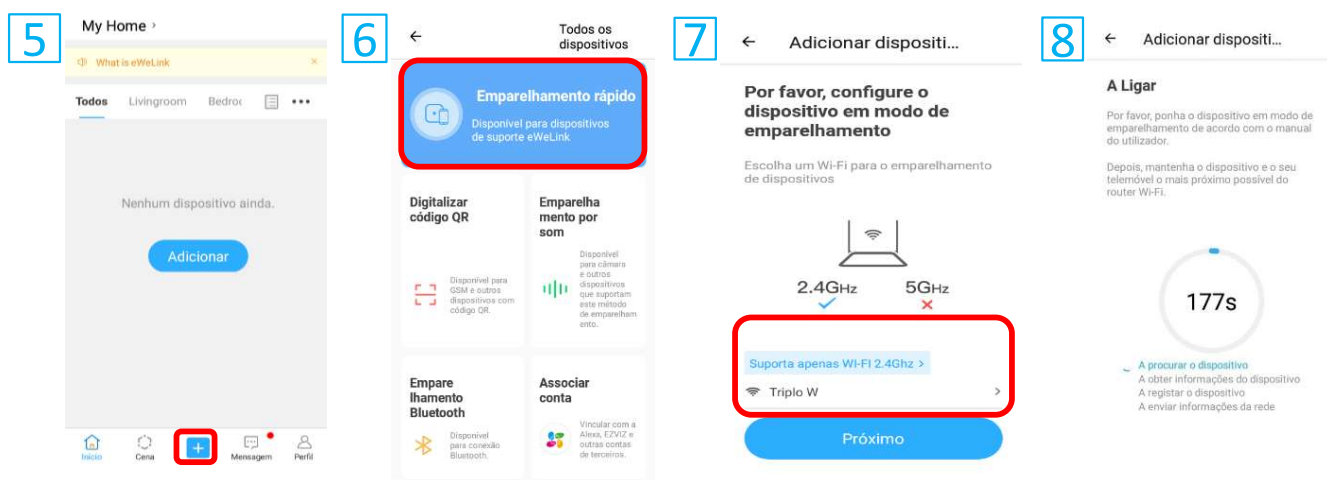 5
My Home ›
What is eWeLink ×
Todos Livingroom Bedroo •••
Nenhum dispositivo ainda.
Adicionar
Início Cena + Mensagem Perfil
6
←
Todos os
dispositivos
Emparelhamento rápido
Disponível para dispositivos
de suporte eWeLink
Digitalizar
código QR
Disponível para
GSM e outros
dispositivos com
código QR.
Emparelha
mento por
som
Disponível
para câmara
e outros
dispositivos
que suportam
este método
de emparelham
ento.
Empare
lhamento
Bluetooth
Disponível
para conexão
Bluetooth.
Associar
conta
Vincular com a
Alexa, EZVIZ e
outras contas
de terceiros.
7
← Adicionar dispositi...
Por favor, configure o
dispositivo em modo de
emparelhamento
Escolha um Wi-Fi para o emparelhamento
de dispositivos
2.4GHz 5GHz
Suporta apenas WI-FI 2.4Ghz >
Triplo W >
Próximo
8
← Adicionar dispositi...
A Ligar
Por favor, ponha o dispositivo em modo de
emparelhamento de acordo com o manual
do utilizador.
Depois, mantenha o dispositivo e o seu
telemóvel o mais próximo possível do
router Wi-Fi.
177s
A procurar o dispositivo
A obter informações do dispositivo
A registar o dispositivo
A enviar informações da rede